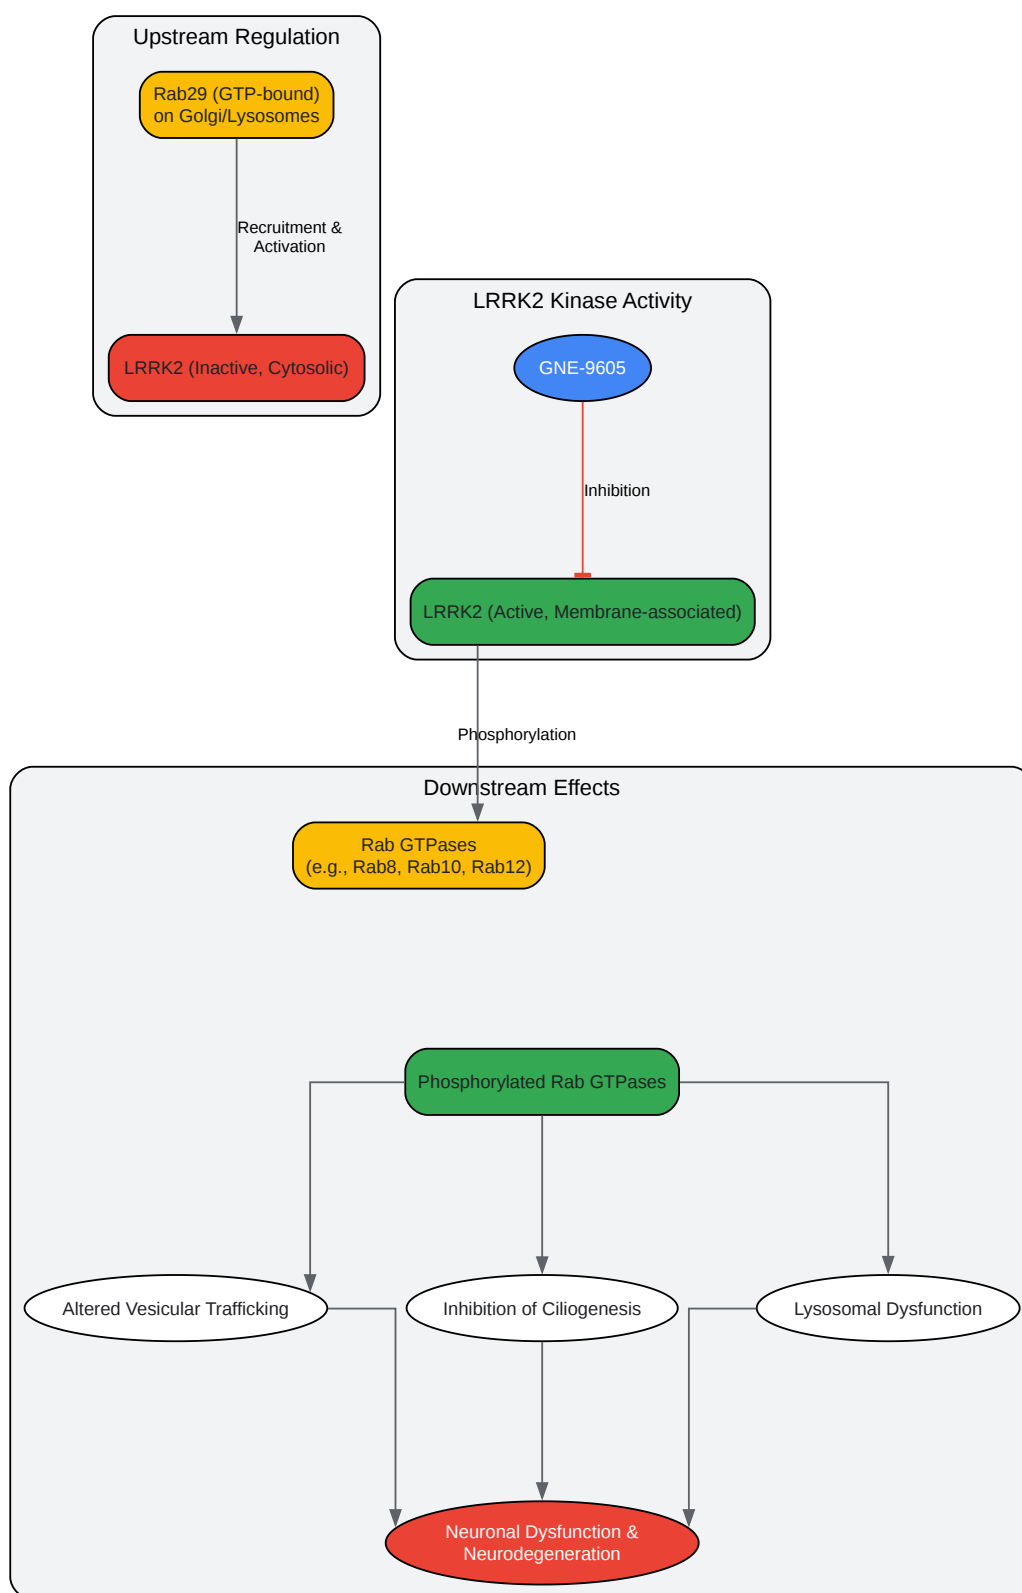 Upstream Regulation
Rab29 (GTP-bound)
on Golgi/Lysosomes
Recruitment &
Activation
LRRK2 (Inactive, Cytosolic)
LRRK2 Kinase Activity
GNE-9605
Inhibition
LRRK2 (Active, Membrane-associated)
Phosphorylation
Downstream Effects
Rab GTPases
(e.g., Rab8, Rab10, Rab12)
Phosphorylated Rab GTPases
Altered Vesicular Trafficking
Inhibition of Ciliogenesis
Lysosomal Dysfunction
Neuronal Dysfunction &
Neurodegeneration